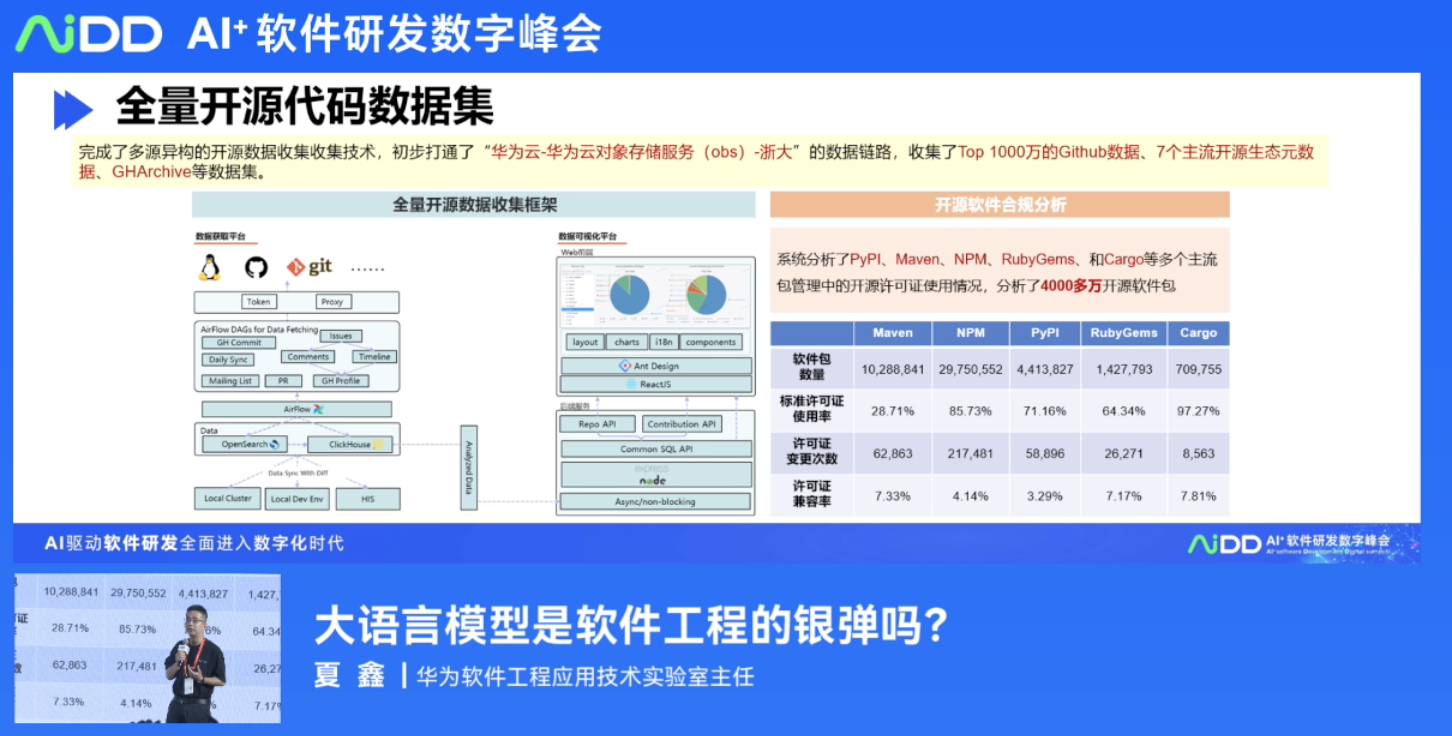 AiDD AI+ 软件研发数字峰会
全量开源代码数据集
完成了多源异构的开源数据收集收集技术，初步打通了“华为云-华为云对象存储服务（obs）-浙大”的数据链路，收集了Top 1000万的Github数据、7个主流开源生态元数
据、GHArchive等数据集。
全量开源数据收集框架
数据获取平台
git ……
Token Proxy
AirFlow DAGs for Data Fetching
Issues
GH Commit
Daily Sync Comments Timeline
Mailing List PR GH Profile
AirFlow
Data
OpenSearch ClickHouse
Data Sync With Diff
Local Cluster Local Dev Env HIS
Analyzed Data
数据可视化平台
Web前端
layout charts i18n components
Ant Design
ReactJS
后端服务
Repo API Contribution API
Common SQL API
express
node
Async/non-blocking
开源软件合规分析
系统分析了PyPI、Maven、NPM、RubyGems、和Cargo等多个主流
包管理中的开源许可证使用情况，分析了4000多万开源软件包
Maven NPM PyPI RubyGems Cargo
软件包
数量 10,288,841 29,750,552 4,413,827 1,427,793 709,755
标准许可证
使用率 28.71% 85.73% 71.16% 64.34% 97.27%
许可证
变更次数 62,863 217,481 58,896 26,271 8,563
许可证
兼容率 7.33% 4.14% 3.29% 7.17% 7.81%
AI驱动软件研发全面进入数字化时代
AiDD AI+ 软件研发数字峰会
AI+ software Development Digital summit
10,288,841 29,750,552 4,413,827 1,427,
28.71% 85.73% 6% 64.34
62,863 217,481 26,27
7.33% 4.14% % 7.17
大语言模型是软件工程的银弹吗？
夏 鑫 | 华为软件工程应用技术实验室主任